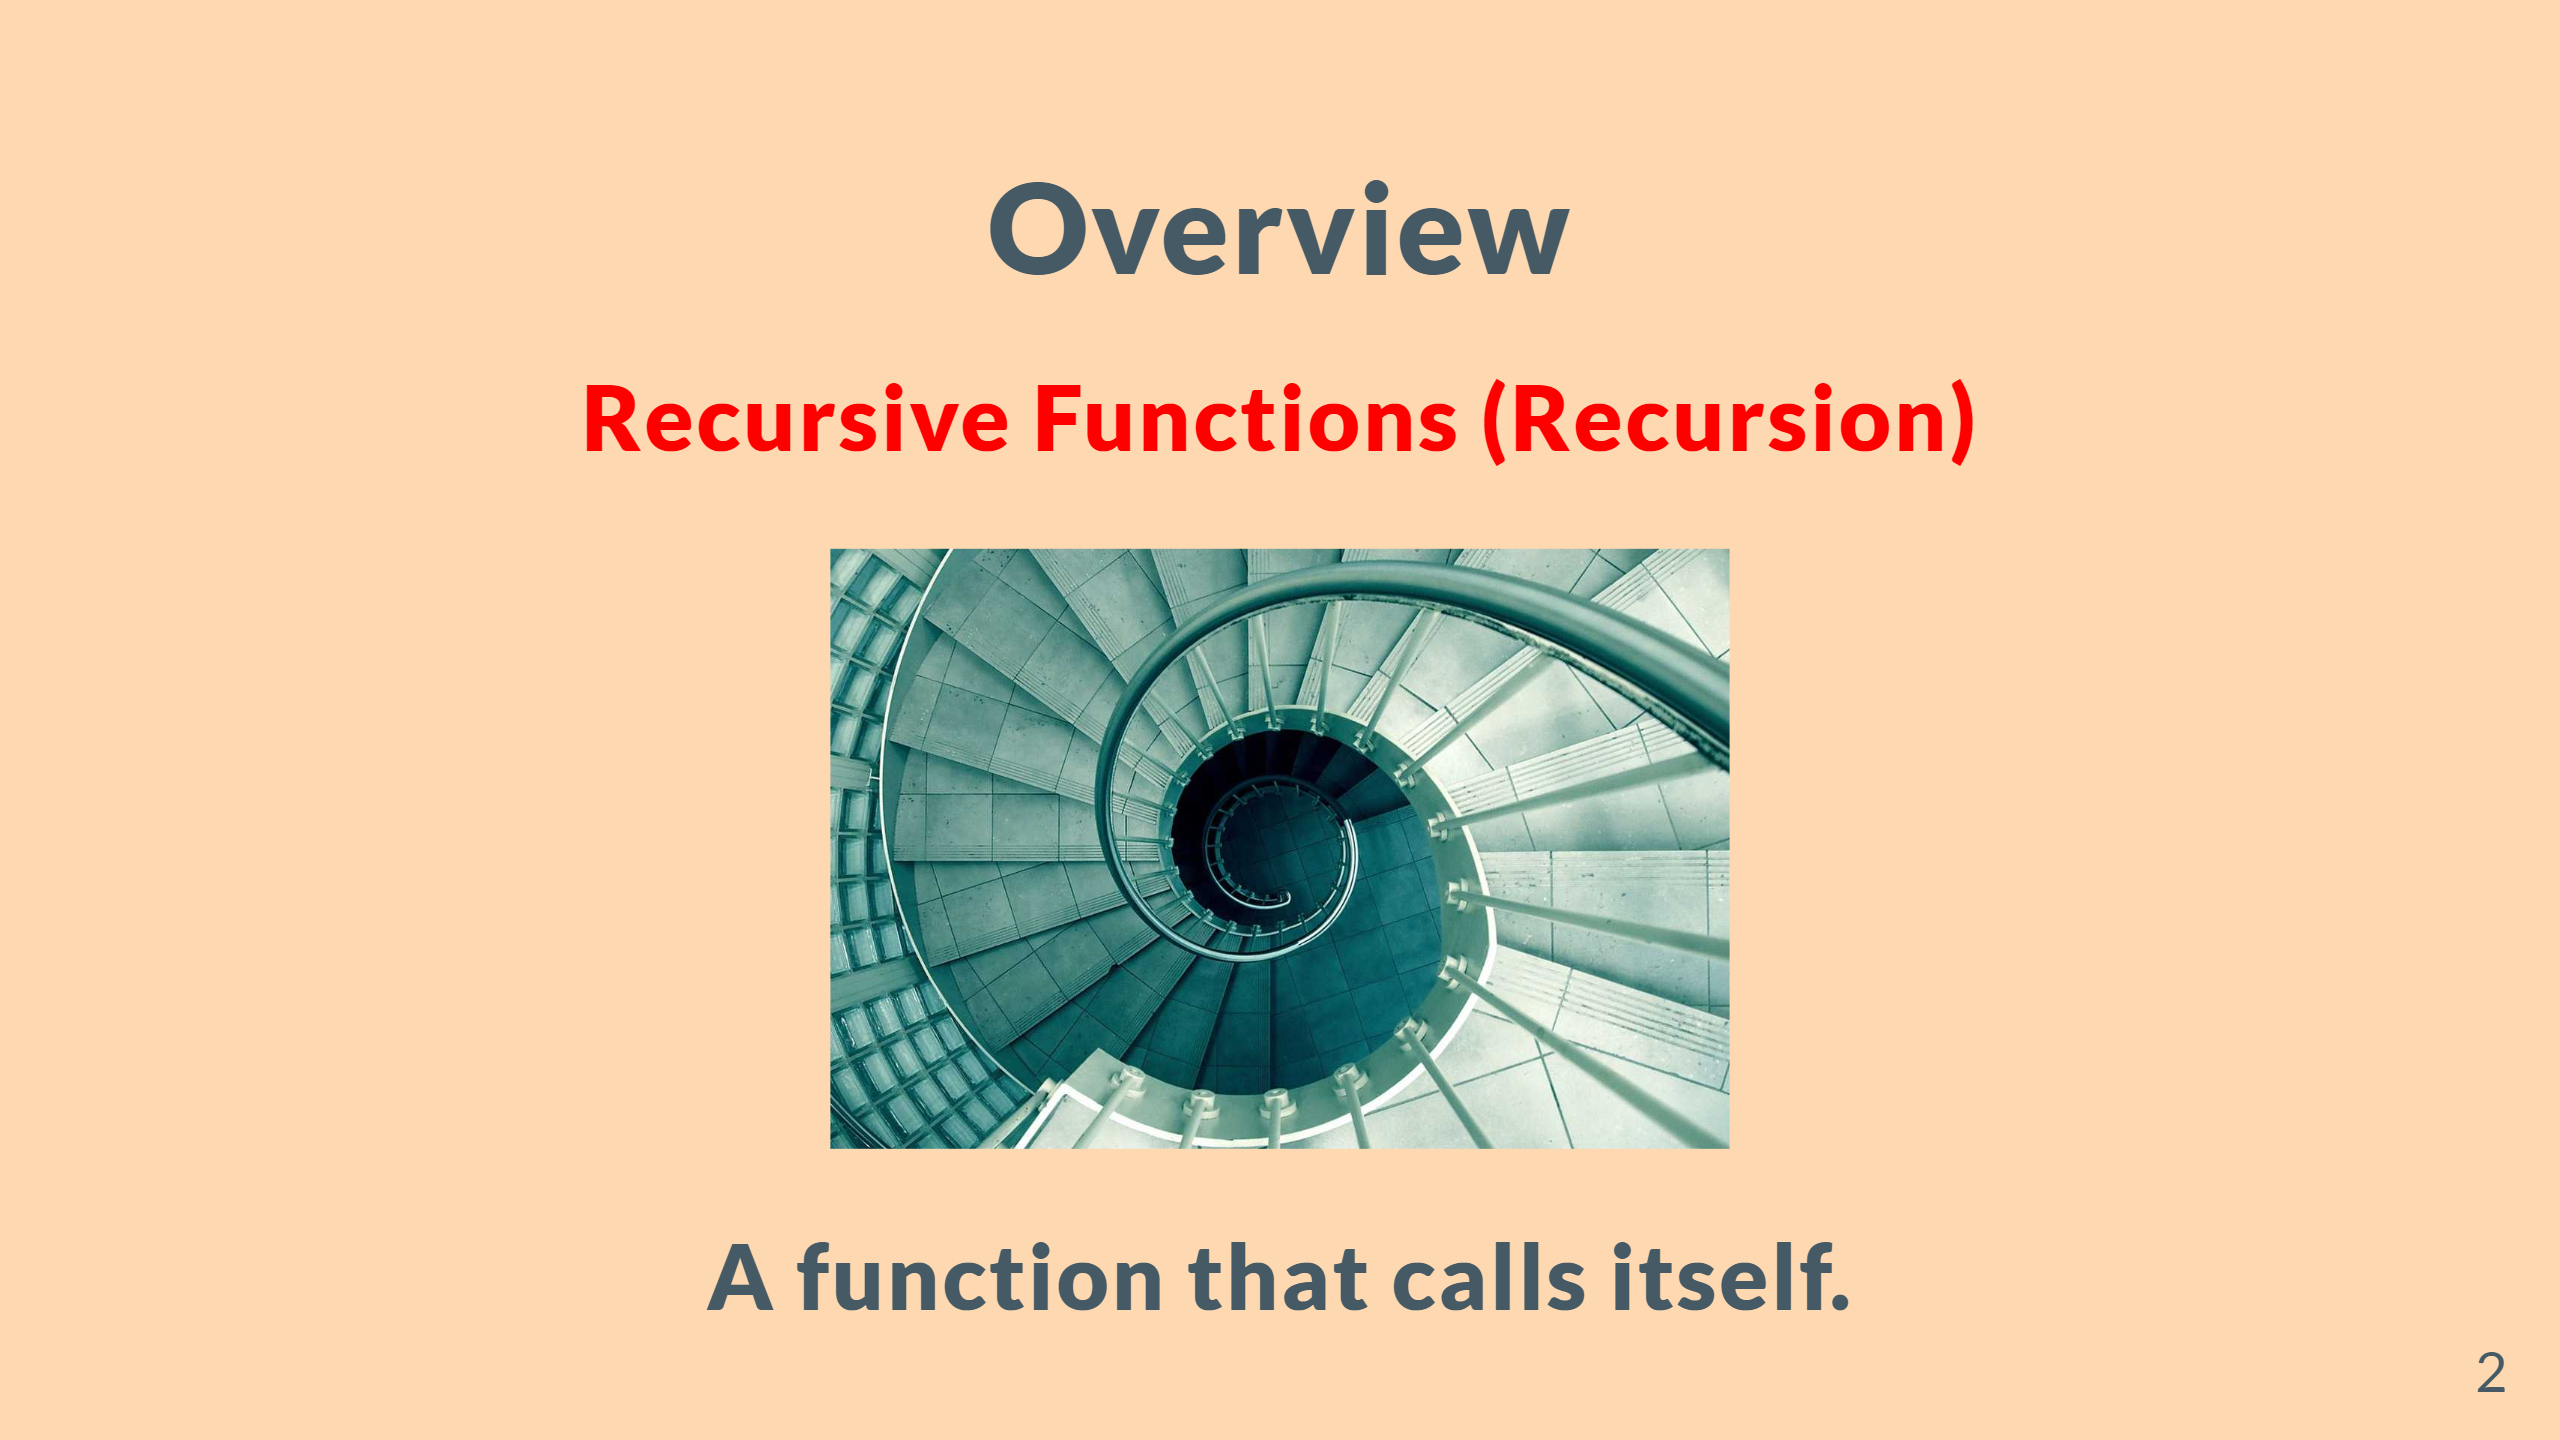 Overview
Recursive Functions (Recursion)
A function that calls itself.
2